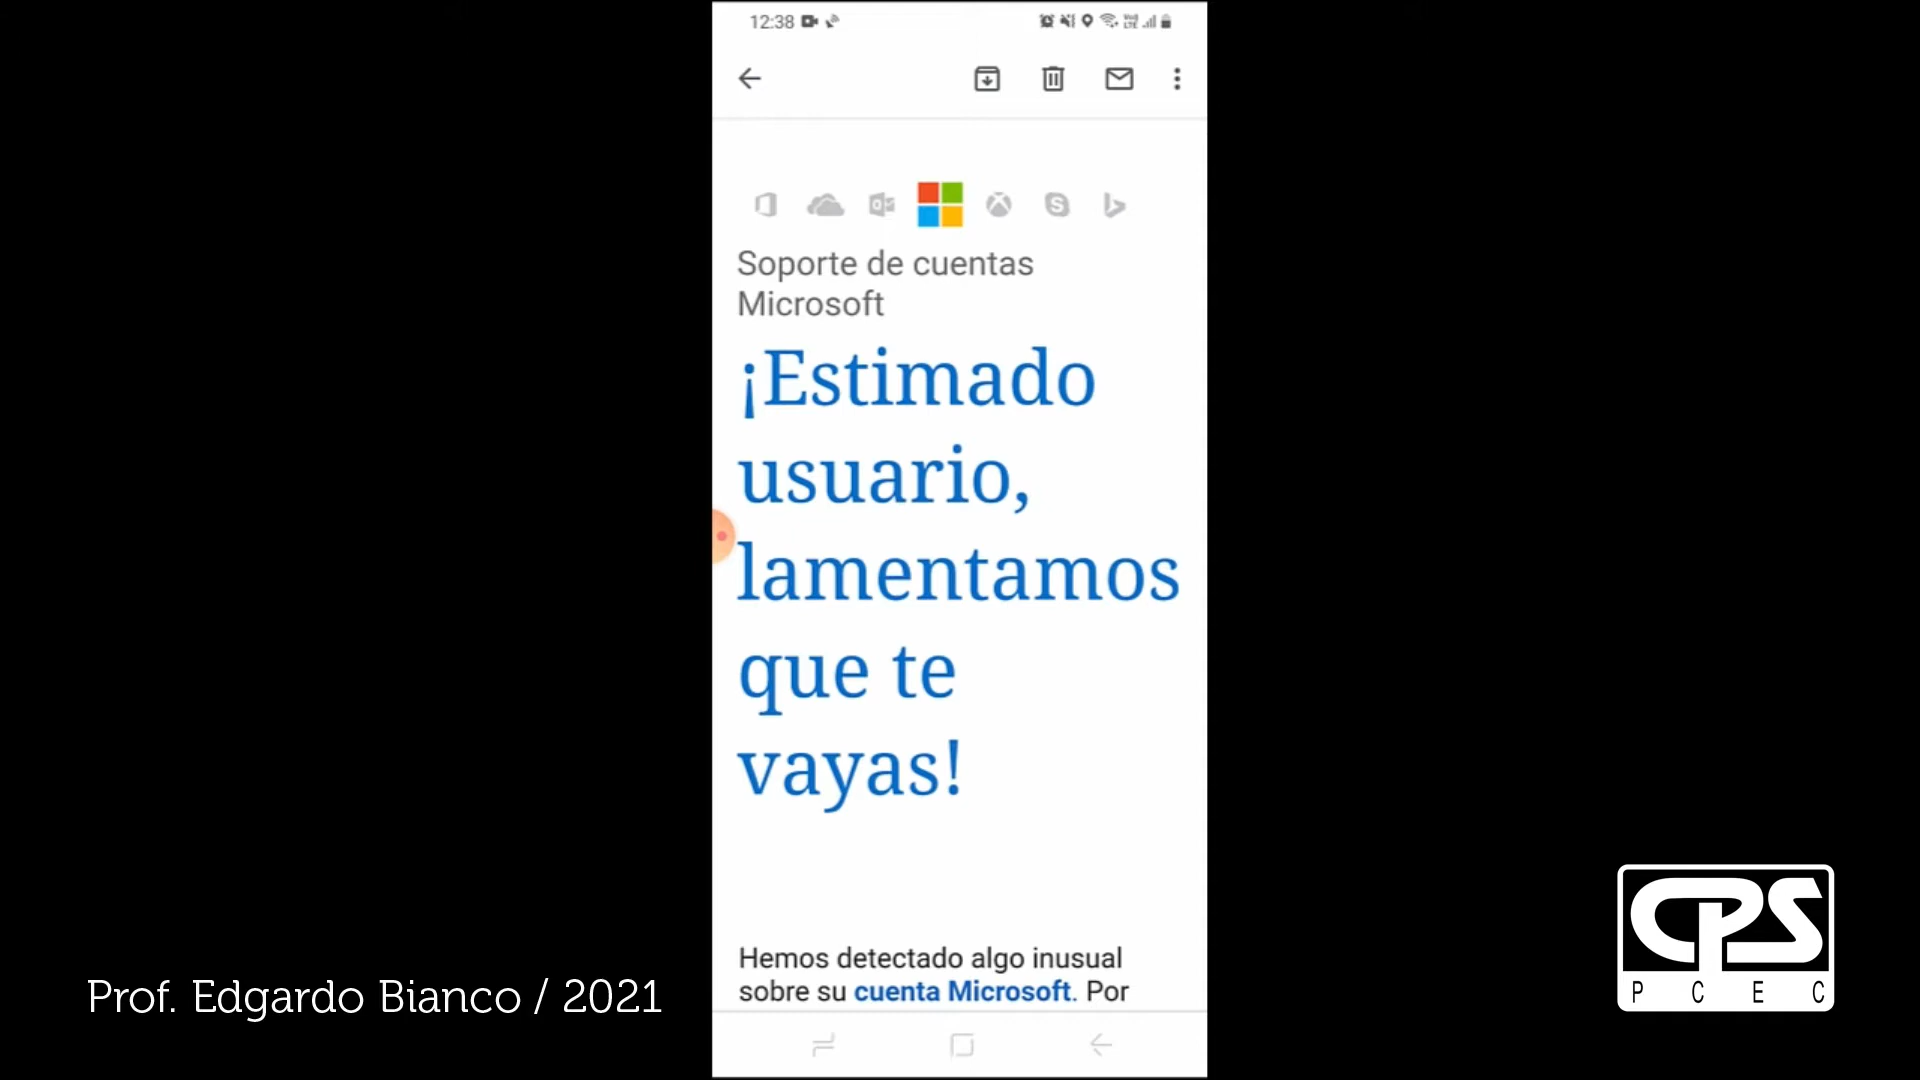 12:38
Soporte de cuentas
Microsoft
¡Estimado
usuario,
lamentamos
que te
vayas!
Hemos detectado algo inusual
sobre su cuenta Microsoft. Por
Prof. Edgardo Bianco / 2021
CPS
P C E C